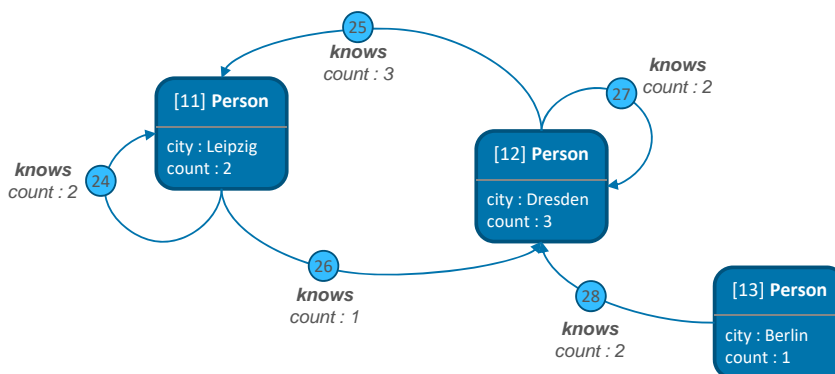 25
knows
count : 3
[11] Person
city : Leipzig
count : 2
knows
count : 2
24
27
knows
count : 2
[12] Person
city : Dresden
count : 3
26
knows
count : 1
28
knows
count : 2
[13] Person
city : Berlin
count : 1